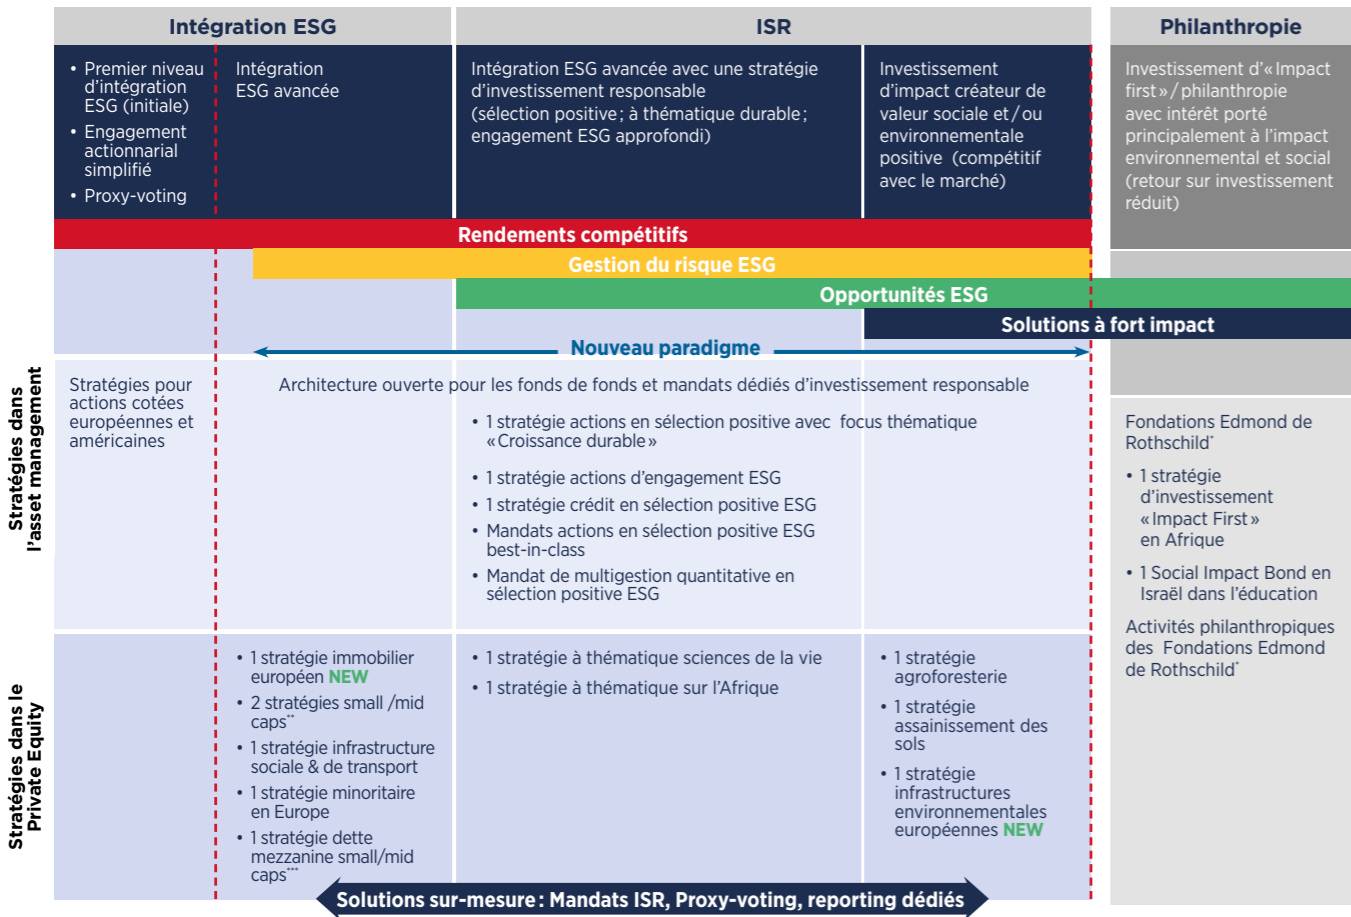 Intégration ESG
ISR
Philanthropie
• Premier niveau
d'intégration
ESG (initiale)
• Engagement
actionnarial
simplifié
• Proxy-voting
Intégration
ESG avancée
Intégration ESG avancée avec une stratégie
d'investissement responsable
(sélection positive ; à thématique durable ;
engagement ESG approfondi)
Investissement
d'impact créateur de
valeur sociale et/ou
environnementale
positive (compétitif
avec le marché)
Investissement d'« Impact
first » / philanthropie
avec intérêt porté
principalement à l'impact
environnemental et social
(retour sur investissement
réduit)
Rendements compétitifs
Gestion du risque ESG
Opportunités ESG
Solutions à fort impact
Nouveau paradigme
Stratégies dans
l'asset management
Stratégies pour
actions cotées
européennes et
américaines
Architecture ouverte pour les fonds de fonds et mandats dédiés d'investissement responsable
• 1 stratégie actions en sélection positive avec focus thématique
« Croissance durable »
• 1 stratégie actions d'engagement ESG
• 1 stratégie crédit en sélection positive ESG
• Mandats actions en sélection positive ESG
best-in-class
• Mandat de multigestion quantitative en
sélection positive ESG
Fondations Edmond de
Rothschild*
• 1 stratégie
d'investissement
« Impact First »
en Afrique
• 1 Social Impact Bond en
Israël dans l'éducation
Activités philanthropiques
des Fondations Edmond
de Rothschild*
Stratégies dans le
Private Equity
• 1 stratégie immobilier
européen NEW
• 2 stratégies small /mid
caps**
• 1 stratégie infrastructure
sociale & de transport
• 1 stratégie minoritaire
en Europe
• 1 stratégie dette
mezzanine small/mid
caps***
• 1 stratégie à thématique sciences de la vie
• 1 stratégie à thématique sur l'Afrique
• 1 stratégie
agroforesterie
• 1 stratégie
assainissement des
sols
• 1 stratégie
infrastructures
environnementales
européennes NEW
Solutions sur-mesure : Mandats ISR, Proxy-voting, reporting dédiés